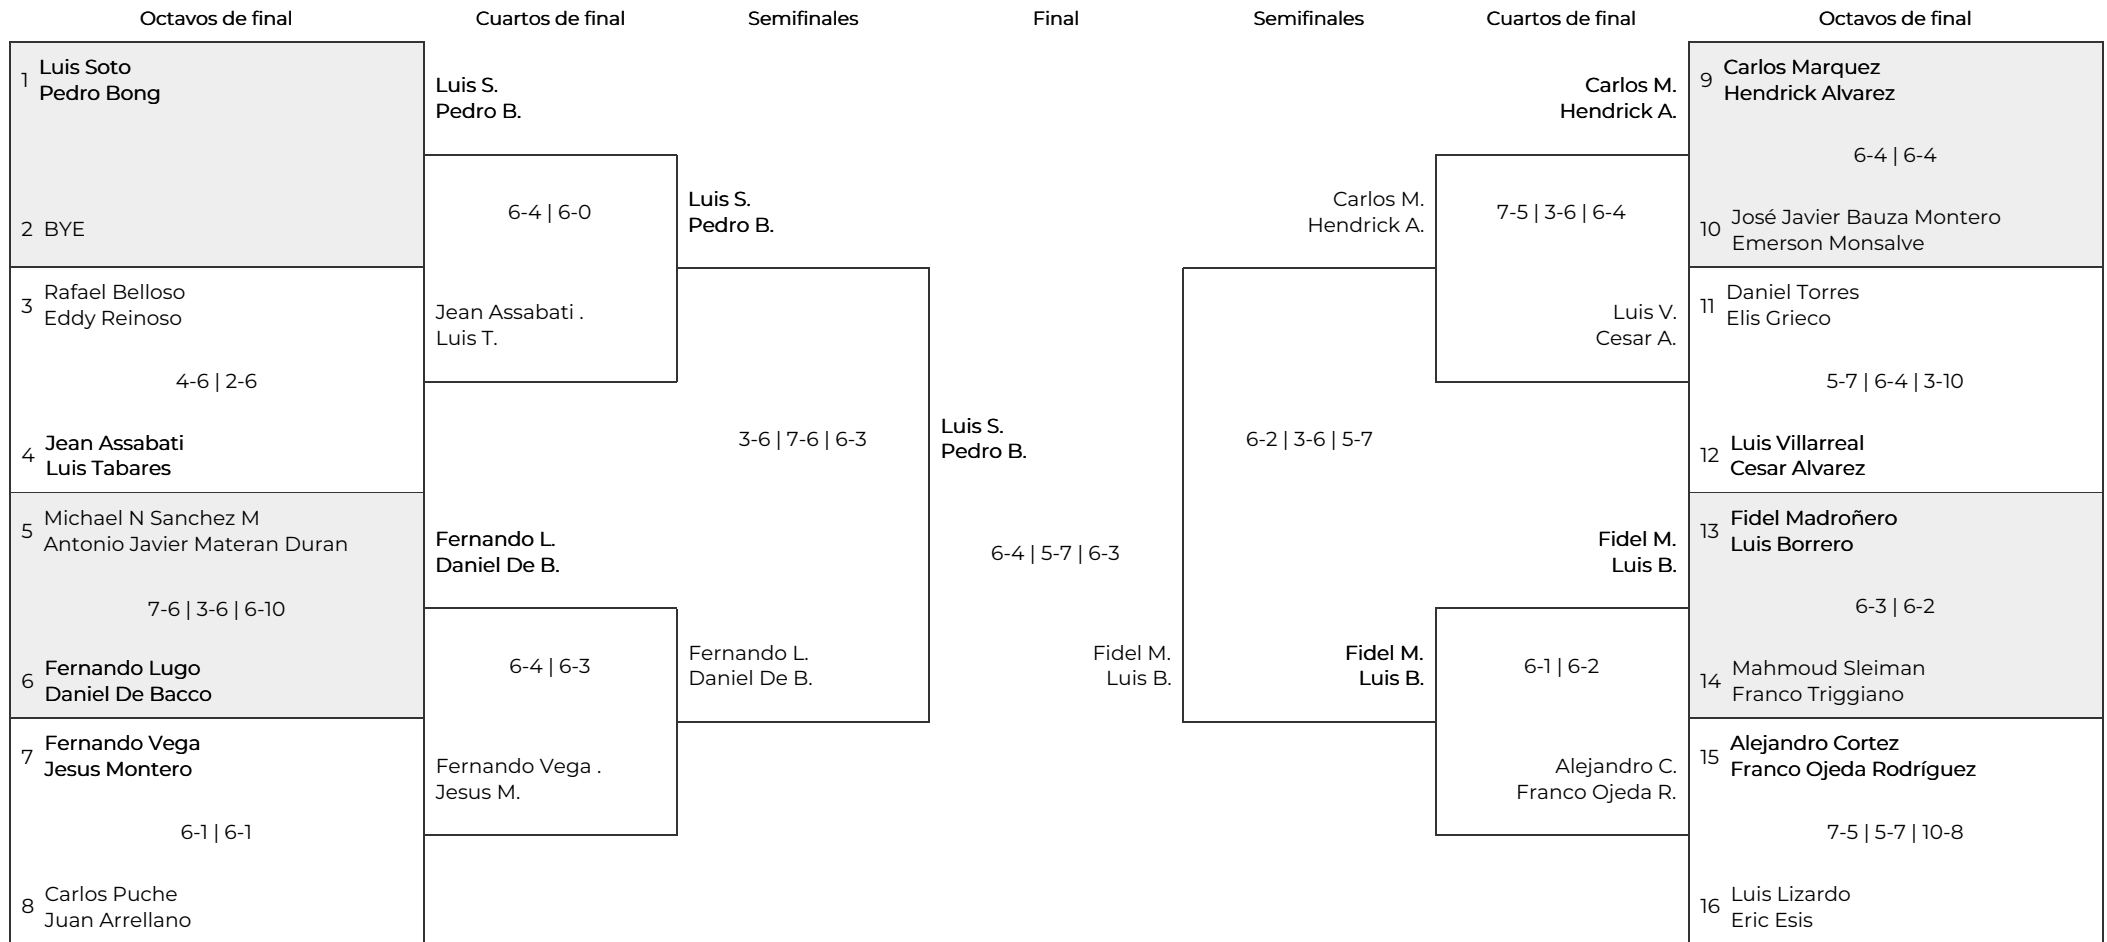 Octavos de final
Cuartos de final
Semifinales
Final
Semifinales
Cuartos de final
Octavos de final
1
Luis Soto
Pedro Bong
2 BYE
3
Rafael Belloso
Eddy Reinoso
4-6 | 2-6
4
Jean Assabati
Luis Tabares
5
Michael N Sanchez M
Antonio Javier Materan Duran
7-6 | 3-6 | 6-10
6
Fernando Lugo
Daniel De Bacco
7
Fernando Vega
Jesus Montero
6-1 | 6-1
8
Carlos Puche
Juan Arrellano
Luis S.
Pedro B.
6-4 | 6-0
Jean Assabati .
Luis T.
Fernando L.
Daniel De B.
6-4 | 6-3
Fernando Vega .
Jesus M.
Luis S.
Pedro B.
3-6 | 7-6 | 6-3
Fernando L.
Daniel De B.
Luis S.
Pedro B.
6-4 | 5-7 | 6-3
Fidel M.
Luis B.
Carlos M.
Hendrick A.
6-2 | 3-6 | 5-7
Fidel M.
Luis B.
Carlos M.
Hendrick A.
7-5 | 3-6 | 6-4
Luis V.
Cesar A.
Fidel M.
Luis B.
6-1 | 6-2
Alejandro C.
Franco Ojeda R.
9
Carlos Marquez
Hendrick Alvarez
6-4 | 6-4
10
José Javier Bauza Montero
Emerson Monsalve
11
Daniel Torres
Elis Grieco
5-7 | 6-4 | 3-10
12
Luis Villarreal
Cesar Alvarez
13
Fidel Madroñero
Luis Borrero
6-3 | 6-2
14
Mahmoud Sleiman
Franco Triggiano
15
Alejandro Cortez
Franco Ojeda Rodríguez
7-5 | 5-7 | 10-8
16
Luis Lizardo
Eric Esis